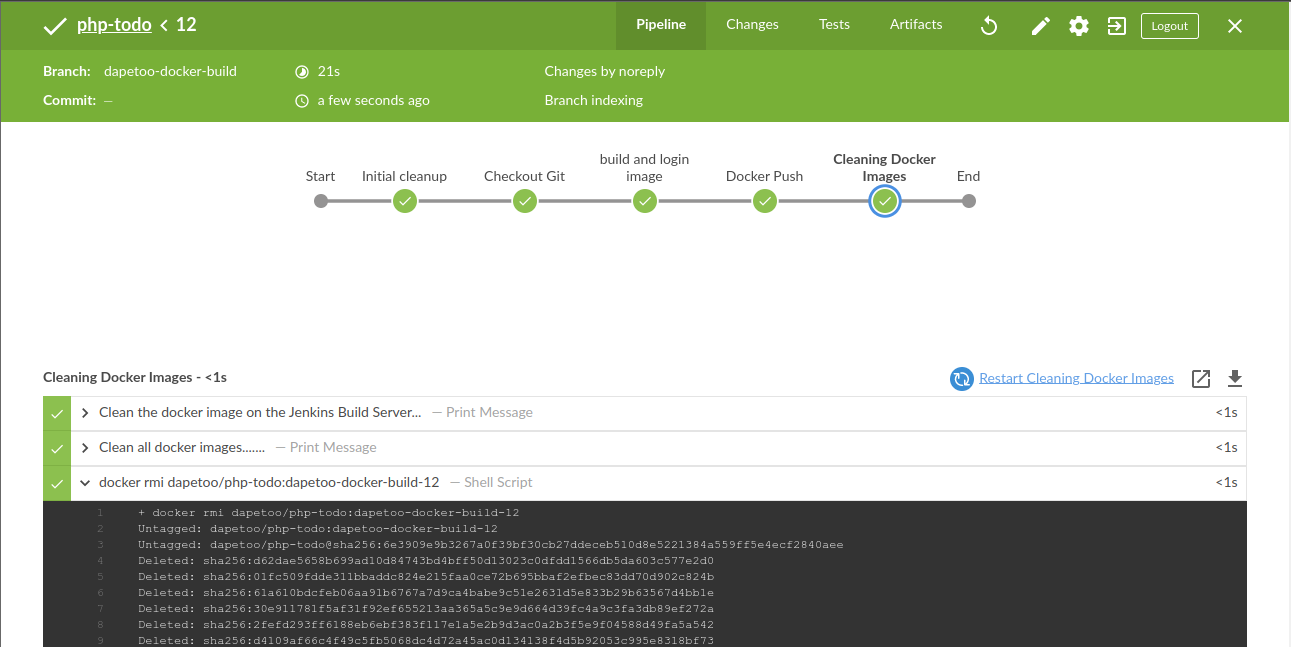 php-todo < 12 Pipeline Changes Tests Artifacts Logout
Branch: dapetoo-docker-build 21s Changes by noreply
Commit: — a few seconds ago Branch indexing
Start Initial cleanup Checkout Git build and login image Docker Push Cleaning Docker Images End
Cleaning Docker Images - <1s Restart Cleaning Docker Images
Clean the docker image on the Jenkins Build Server... — Print Message <1s
Clean all docker images....... — Print Message <1s
docker rmi dapetoo/php-todo:dapetoo-docker-build-12 — Shell Script <1s
1 + docker rmi dapetoo/php-todo:dapetoo-docker-build-12
2 Untagged: dapetoo/php-todo:dapetoo-docker-build-12
3 Untagged: dapetoo/php-todo@sha256:6e3909e9b3267a0f39bf30cb27ddeceb510d8e5221384a559ff5e4ecf2840aee
4 Deleted: sha256:d62dae5658b699ad10d84743bd4bff50d13023c0dfdd1566db5da603c577e2d0
5 Deleted: sha256:01fc509fdde311bbaddc824e215faa0ce72b695bbaf2efbec83dd70d902c824b
6 Deleted: sha256:61a610bdcfeb06aa91b6767a7d9ca4babe9c51e2631d5e833b29b63567d4bb1e
7 Deleted: sha256:30e911781f5af31f92ef655213aa365a5c9e9d664d39fc4a9c3fa3db89ef272a
8 Deleted: sha256:2fefd293ff6188eb6ebf383f117e1a5e2b9d3ac0a2b3f5e9f04588d49fa5a542
9 Deleted: sha256:d4109af66c4f49c5fb5068dc4d72a45ac0d134138f4d5b92053c995e8318bf73